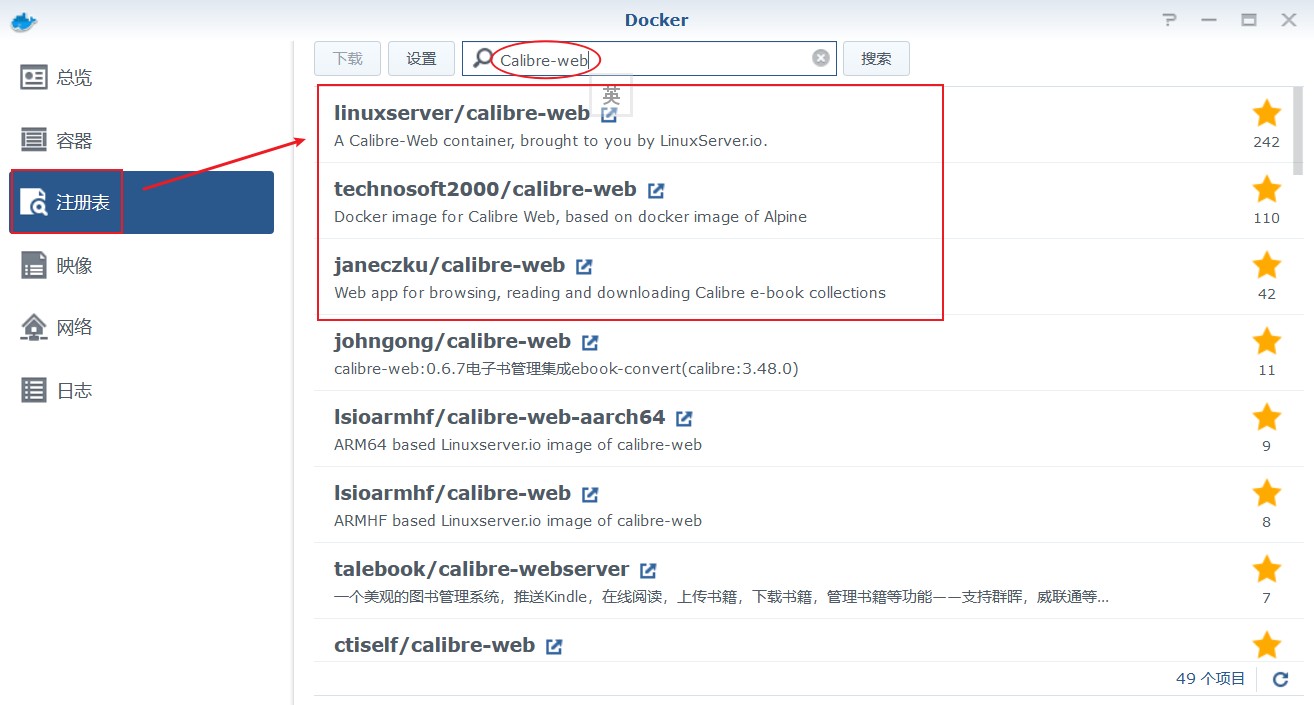 Docker
总览
容器
注册表
映像
网络
日志
下载 设置 Calibre-web 搜索
英
linuxserver/calibre-web
A Calibre-Web container, brought to you by LinuxServer.io.
242
technosoft2000/calibre-web
Docker image for Calibre Web, based on docker image of Alpine
110
janeczku/calibre-web
Web app for browsing, reading and downloading Calibre e-book collections
42
johngong/calibre-web
calibre-web:0.6.7电子书管理集成ebook-convert(calibre:3.48.0)
11
lsioarmhf/calibre-web-aarch64
ARM64 based Linuxserver.io image of calibre-web
9
lsioarmhf/calibre-web
ARMHF based Linuxserver.io image of calibre-web
8
talebook/calibre-webserver
一个美观的图书管理系统，推送Kindle，在线阅读，上传书籍，下载书籍，管理书籍等功能——支持群晖，威联通等...
7
ctiself/calibre-web
49 个项目